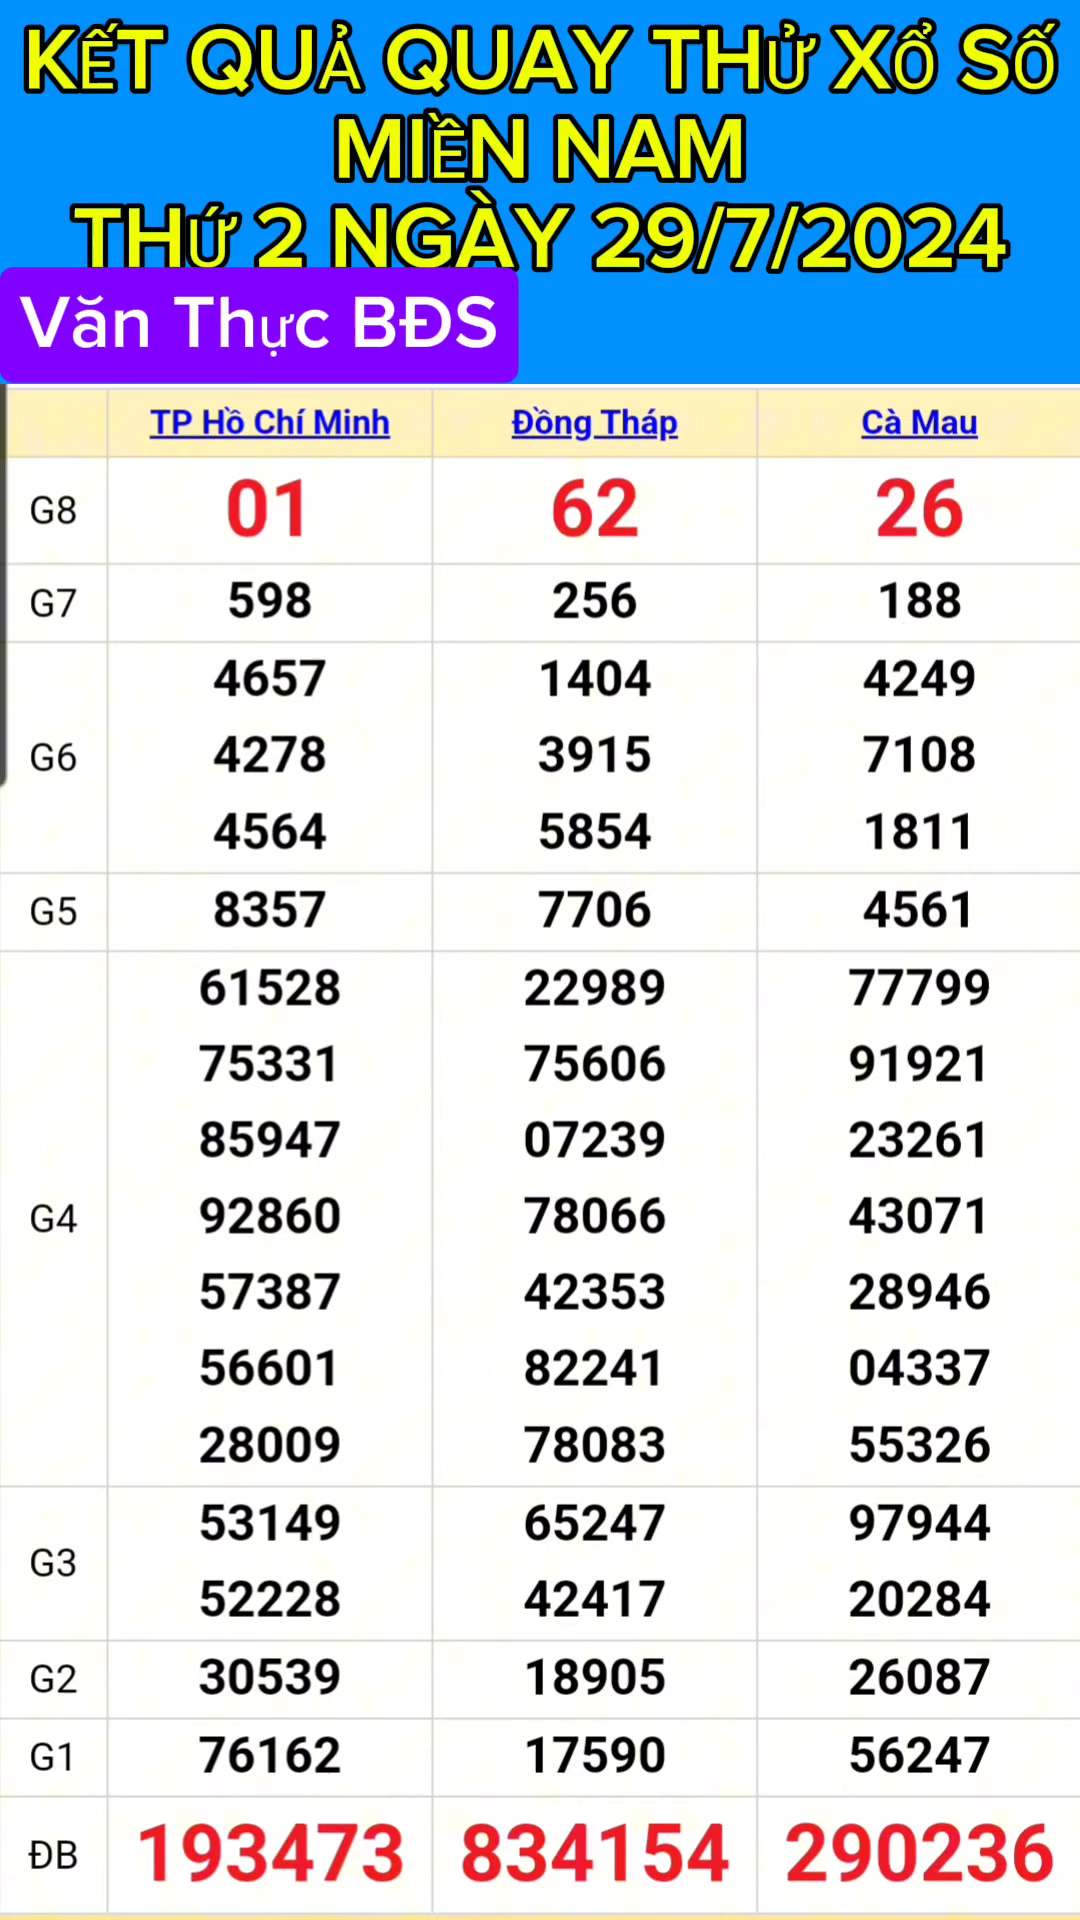 KẾT QUẢ QUAY THỬ XỔ SỐ
MIỀN NAM
THỨ 2 NGÀY 29/7/2024
Văn Thực BĐS
TP Hồ Chí Minh Đồng Tháp Cà Mau
G8 01 62 26
G7 598 256 188
4657 1404 4249
G6 4278 3915 7108
4564 5854 1811
G5 8357 7706 4561
61528 22989 77799
75331 75606 91921
85947 07239 23261
G4 92860 78066 43071
57387 42353 28946
56601 82241 04337
28009 78083 55326
G3 53149 65247 97944
52228 42417 20284
G2 30539 18905 26087
G1 76162 17590 56247
ĐB 193473 834154 290236